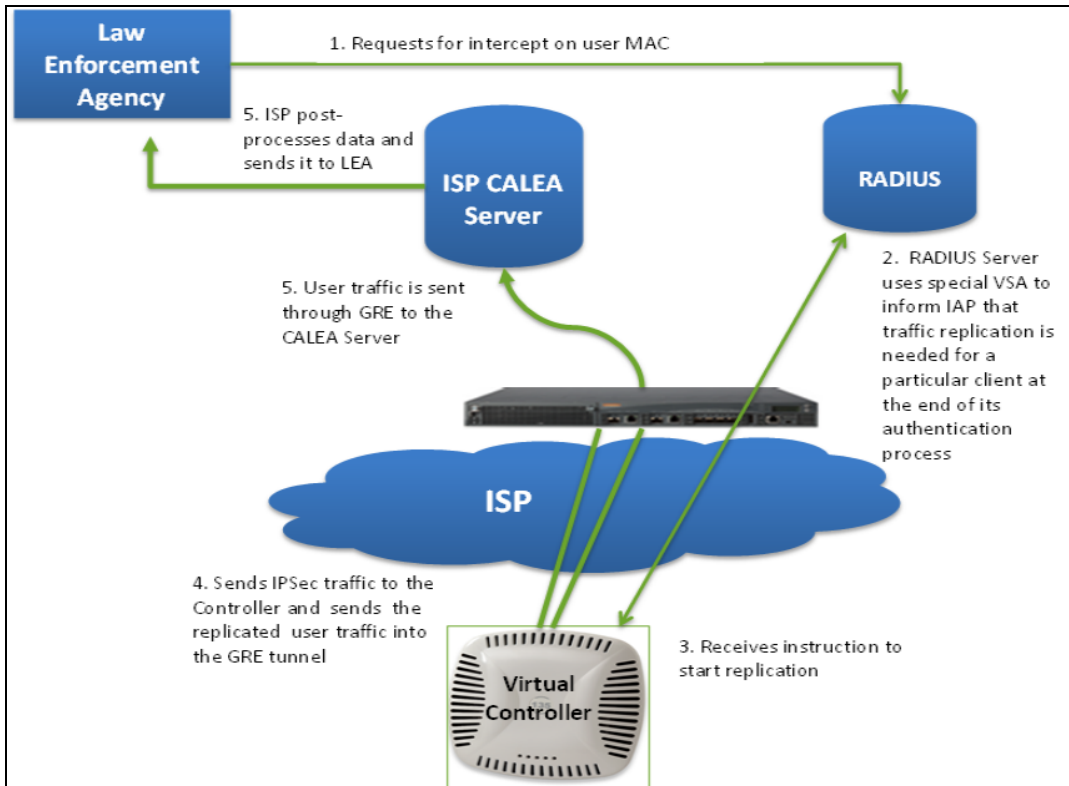 Law
Enforcement
Agency
1. Requests for intercept on user MAC
5. ISP post-
processes data and
sends it to LEA
ISP CALEA
Server
RADIUS
2. RADIUS Server
uses special VSA to
inform IAP that
traffic replication is
needed for a
particular client at
the end of its
authentication
process
5. User traffic is sent
through GRE to the
CALEA Server
ISP
4. Sends IPSec traffic to the
Controller and sends the
replicated user traffic into
the GRE tunnel
3. Receives instruction to
start replication
Virtual
Controller